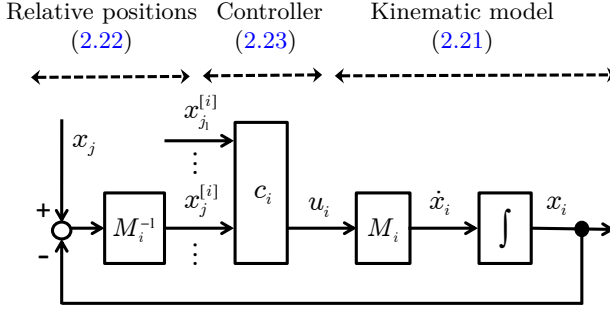 Relative positions Controller Kinematic model
(2.22) (2.23) (2.21)
x_{j_1}^{[i]}
x_j
⋮
+
-
M_i^{-1}
x_j^{[i]}
⋮
c_i
u_i
M_i
ẋ_i
∫
x_i